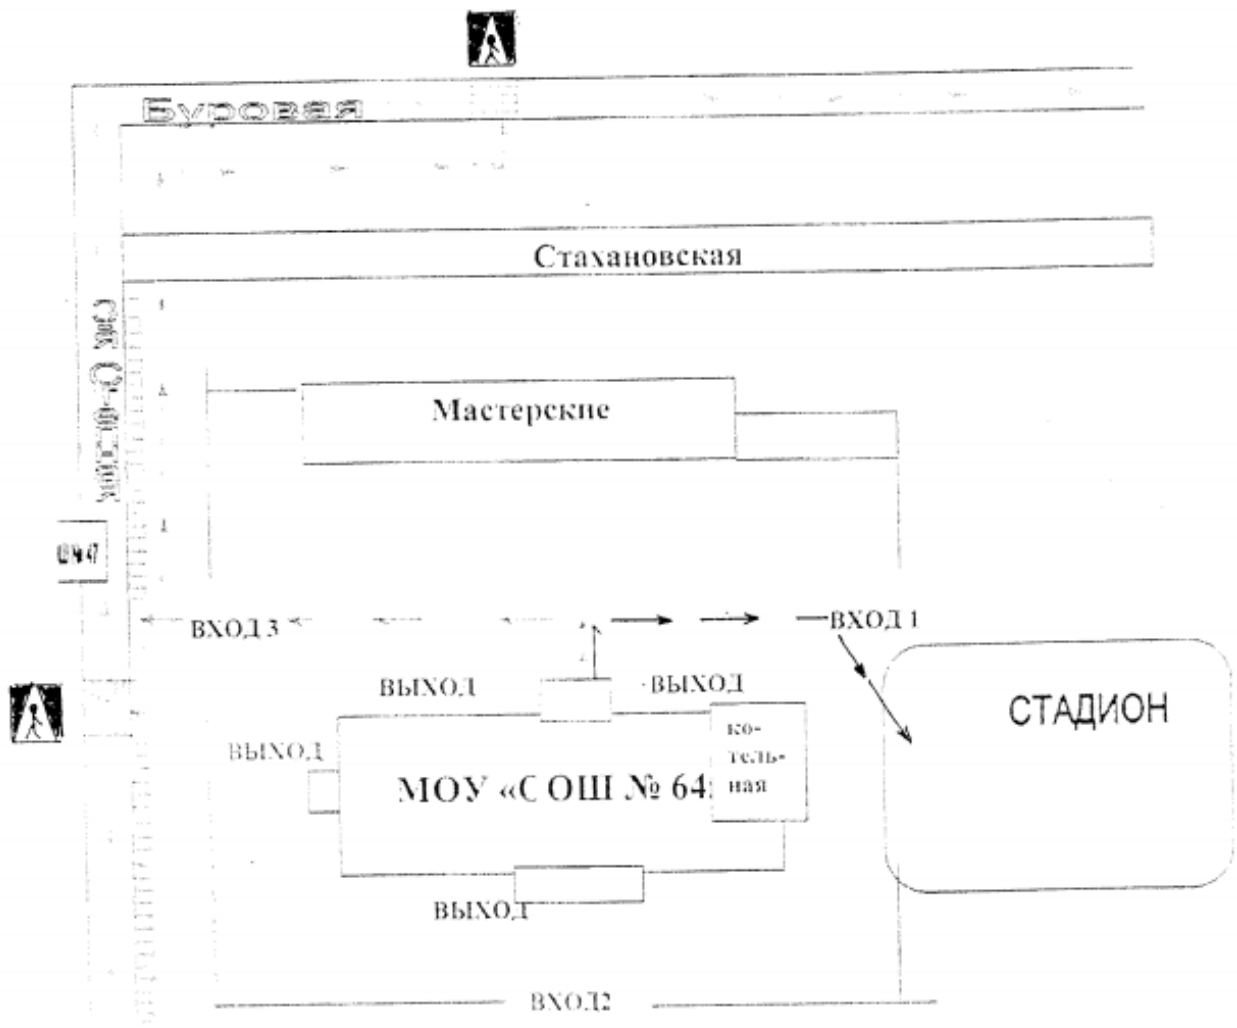 Буровая
Стахановская
Мастерские
ВХОД 3
ВХОД 1
ВЫХОД
ВЫХОД
СТАДИОН
ко-
тель-
ная
ВЫХОД
МОУ «СОШ № 64
ВЫХОД
ВХОД2